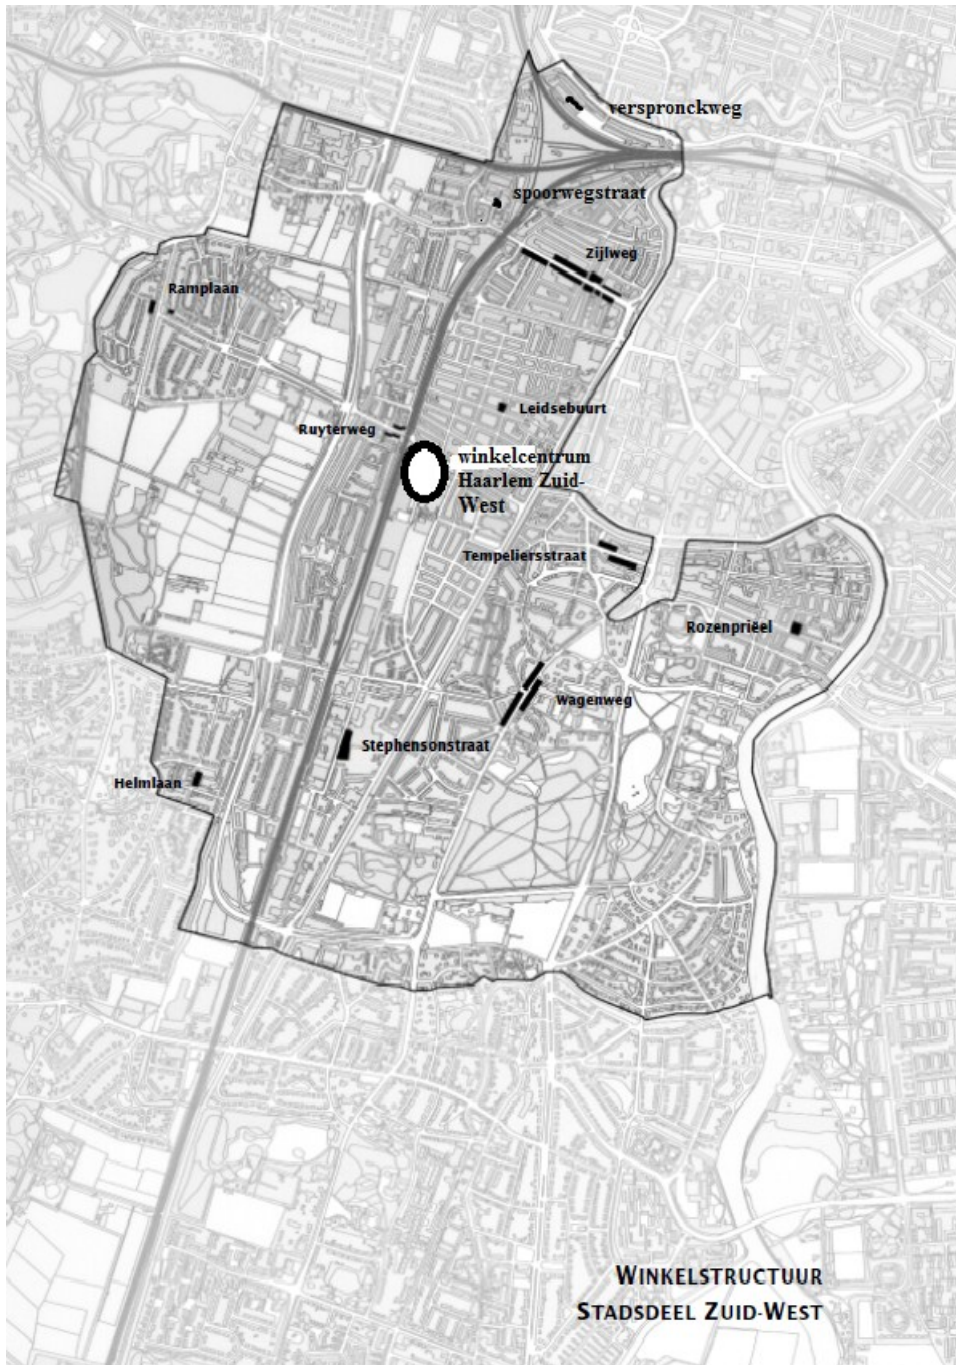 verspronckweg
spoorwegstraat
Zijlweg
Ramplaan
Leidsebuurt
Ruyterweg
winkelcentrum
Haarlem Zuid-
West
Tempeliersstraat
Rozenprieël
Wagenweg
Stephensonstraat
Helmlaan
WINKELSTRUCTUUR
STADSDEEL ZUID-WEST